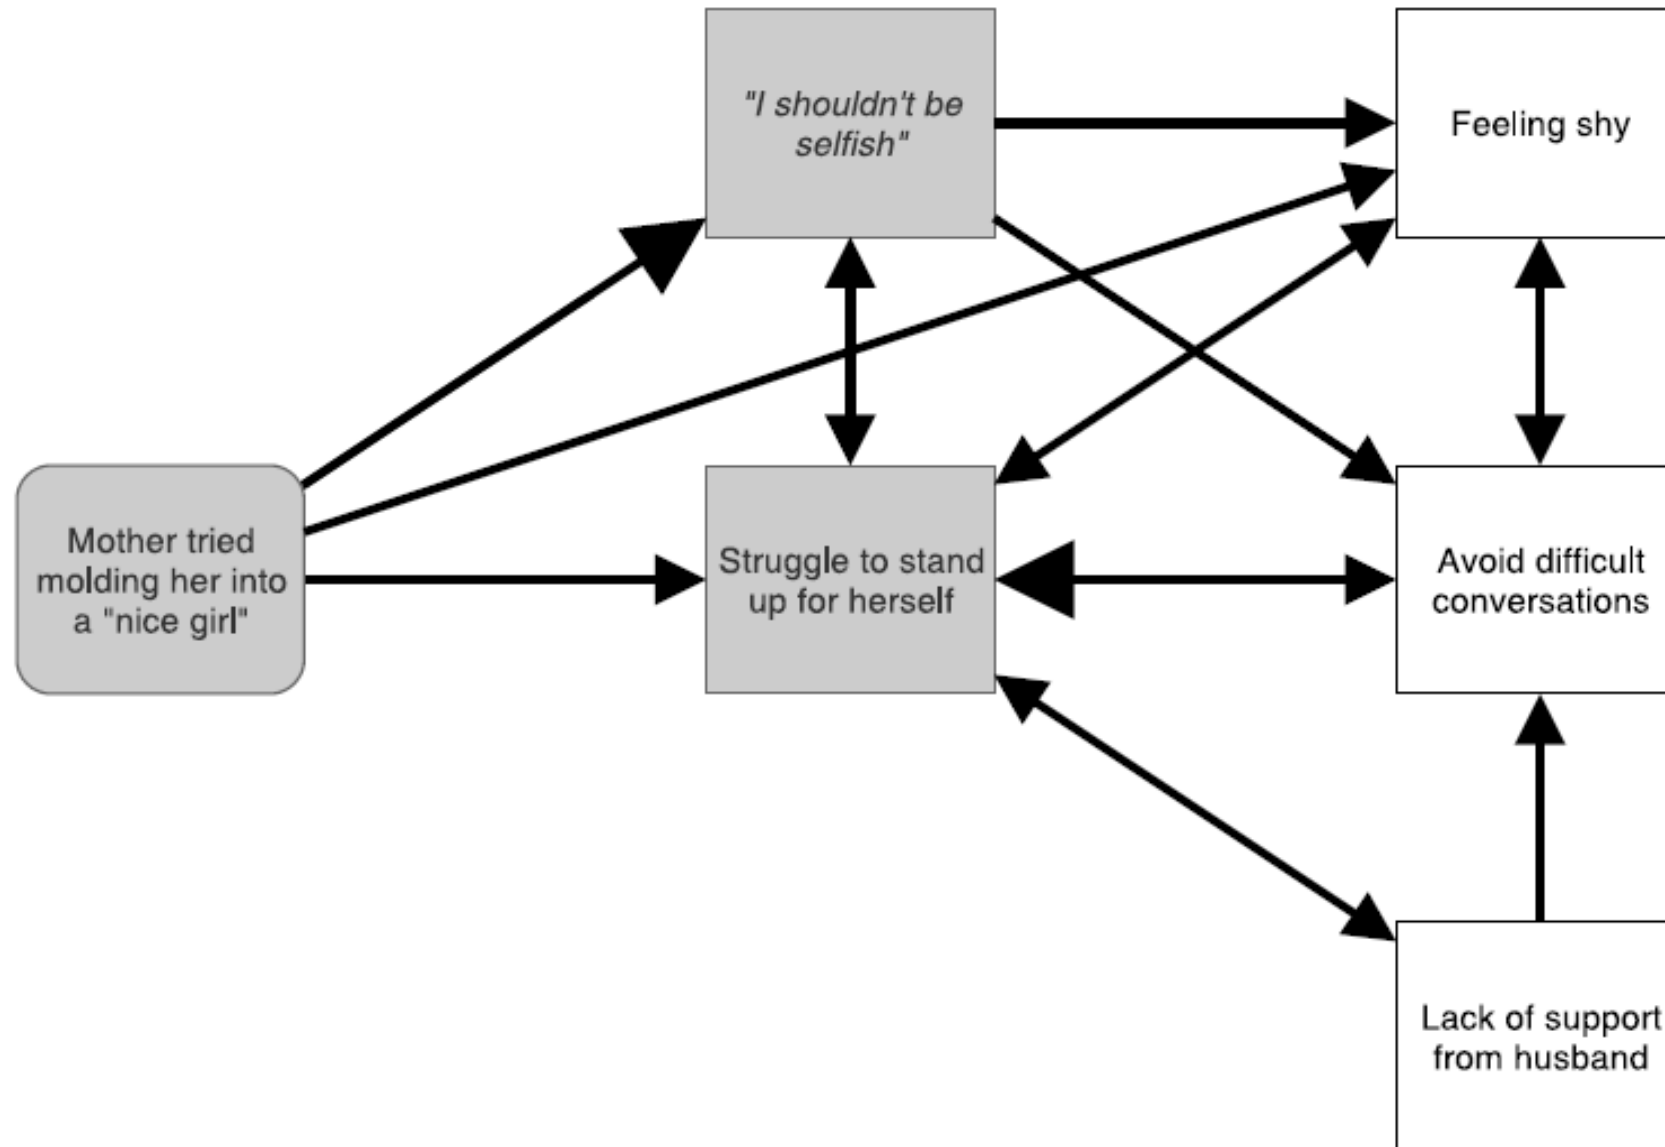 "I shouldn't be
selfish"
Feeling shy
Mother tried
molding her into
a "nice girl"
Struggle to stand
up for herself
Avoid difficult
conversations
Lack of support
from husband